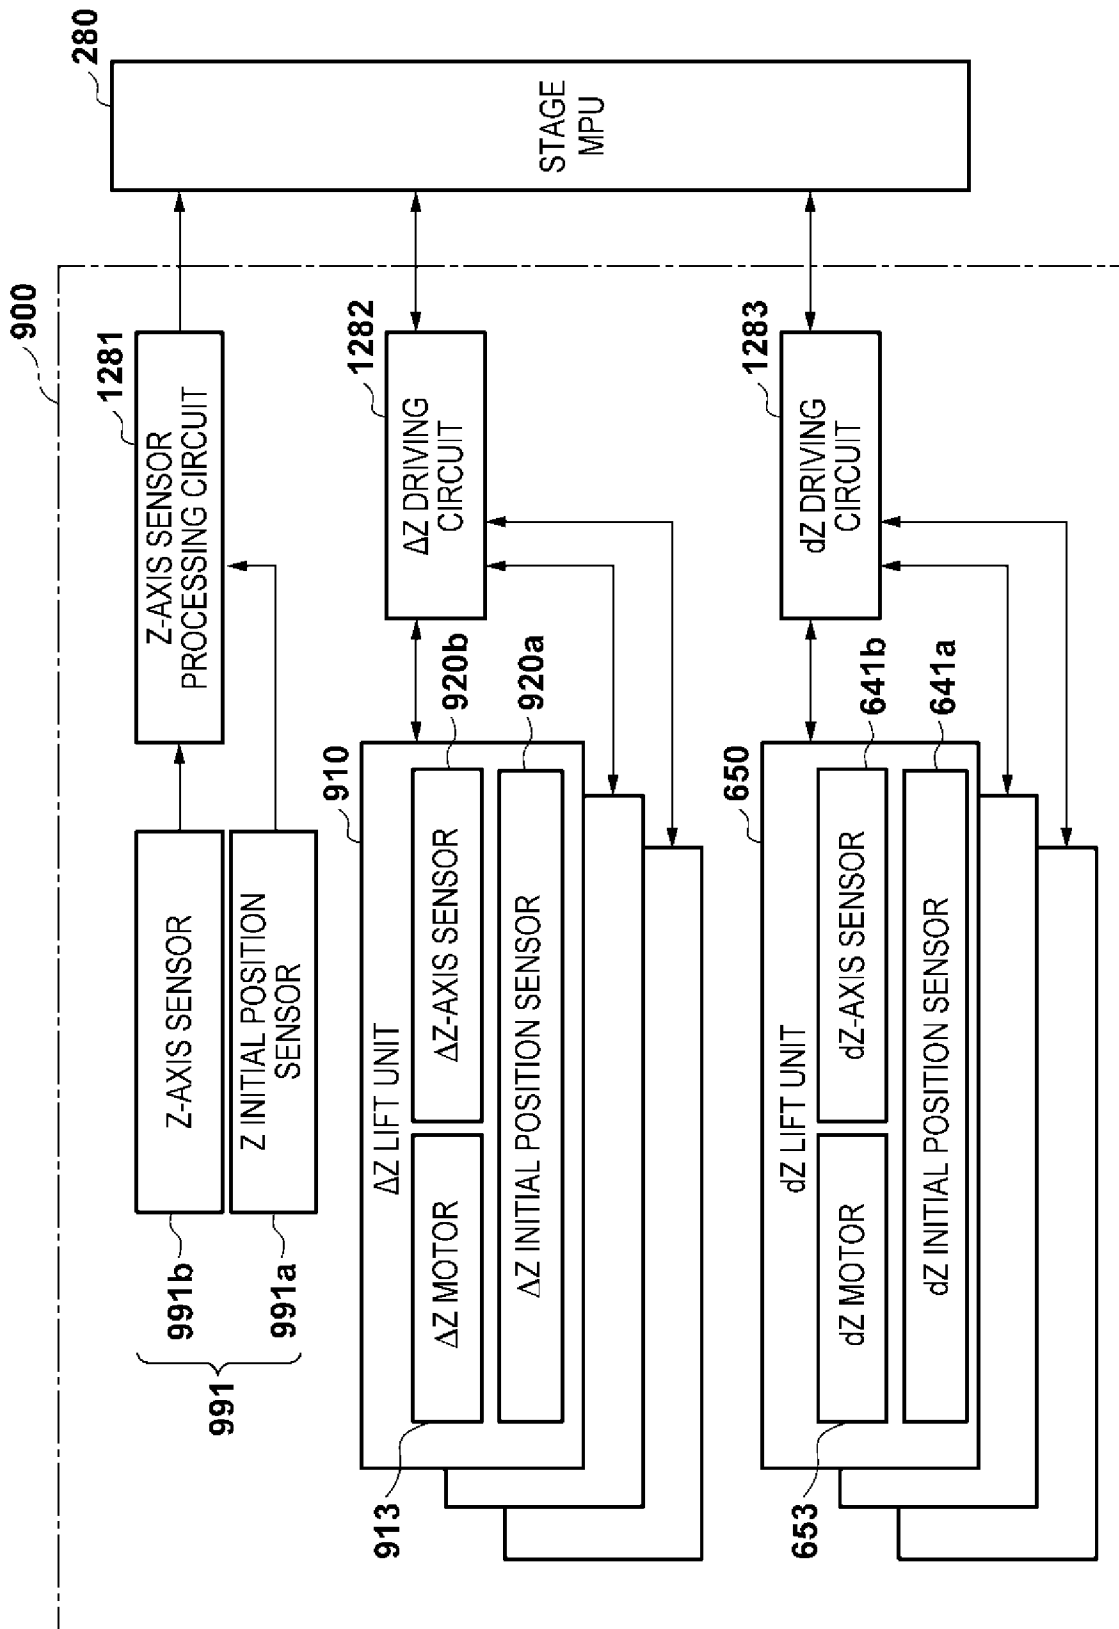 900
991b
Z-AXIS SENSOR
991
991a
Z INITIAL POSITION
SENSOR
1281
Z-AXIS SENSOR
PROCESSING CIRCUIT
280
STAGE
MPU
910
ΔZ LIFT UNIT
913
ΔZ MOTOR
ΔZ-AXIS SENSOR
920b
ΔZ INITIAL POSITION SENSOR
920a
1282
ΔZ DRIVING
CIRCUIT
650
dZ LIFT UNIT
653
dZ MOTOR
dZ-AXIS SENSOR
641b
dZ INITIAL POSITION SENSOR
641a
1283
dZ DRIVING
CIRCUIT